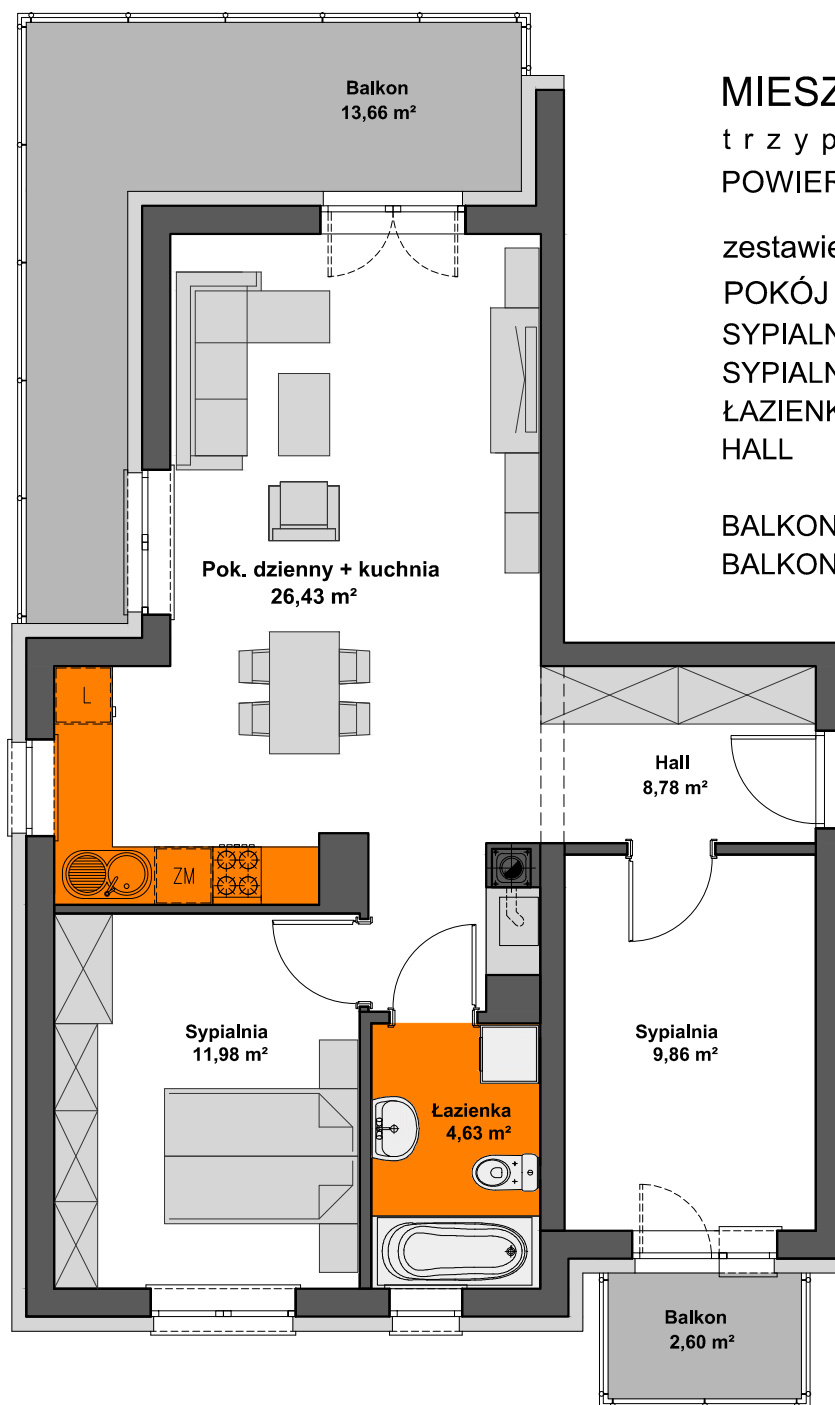 Balkon
13,66 m²
MIESZ
t r z y p
POWIER
zestawie
POKÓJ
SYPIALN
SYPIALN
ŁAZIENK
HALL
BALKON
BALKON
Pok. dzienny + kuchnia
26,43 m²
L
Hall
8,78 m²
ZM
Sypialnia
11,98 m²
Sypialnia
9,86 m²
Łazienka
4,63 m²
Balkon
2,60 m²